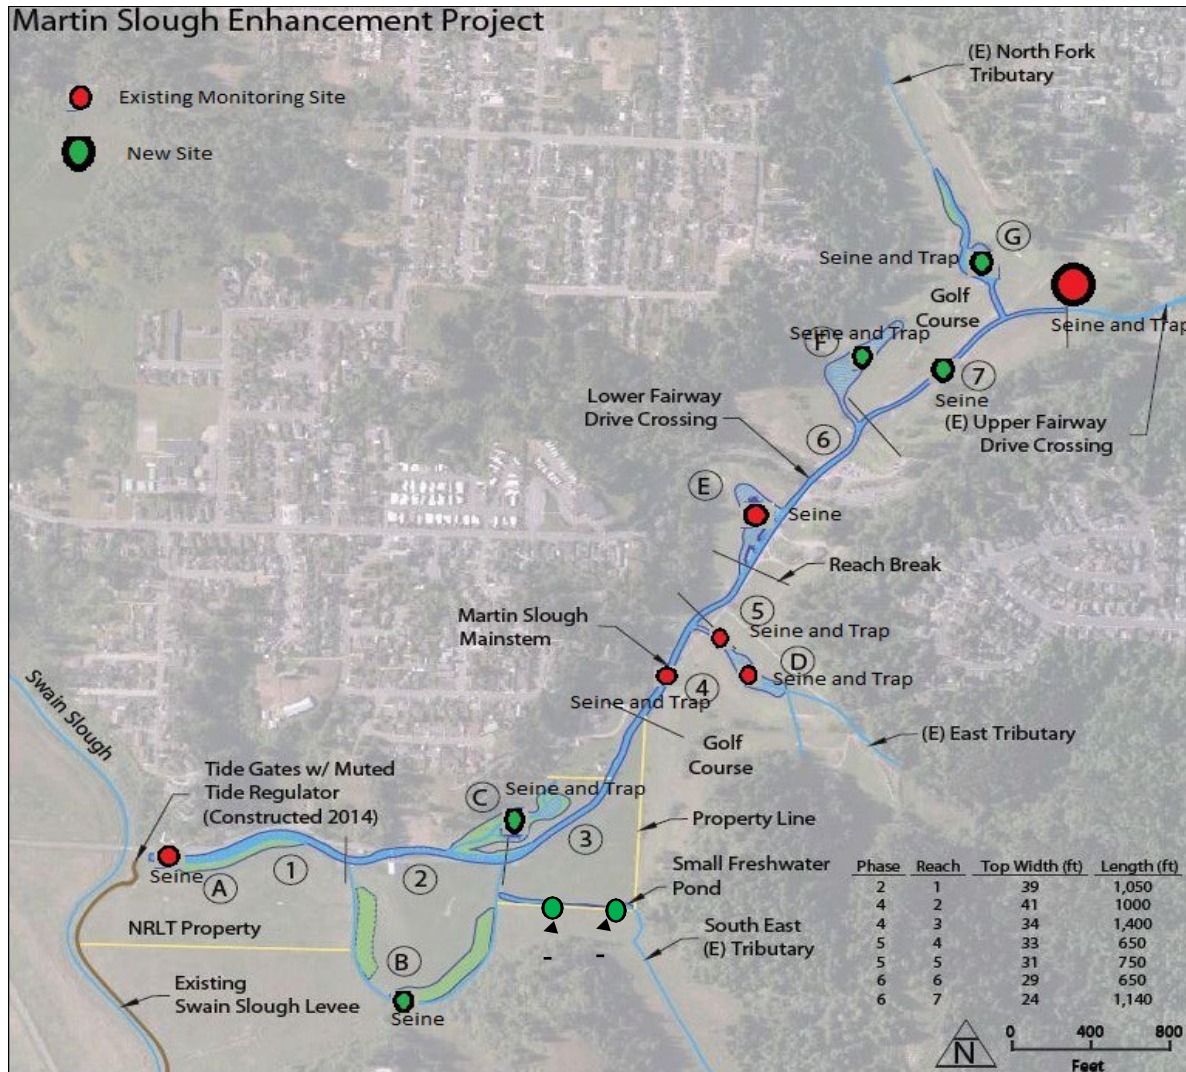 Martin Slough Enhancement Project
Existing Monitoring Site
New Site
(E) North Fork
Tributary
G
Seine and Trap
Golf
Course
Seine and Trap
Seine and Trap
F
7
Seine
Lower Fairway
Drive Crossing
(E) Upper Fairway
Drive Crossing
6
E
Seine
Reach Break
Martin Slough
Mainstem
5
Seine and Trap
D
Seine and Trap
4
Seine and Trap
Swain Slough
(E) East Tributary
Golf
Course
Tide Gates w/ Muted
Tide Regulator
(Constructed 2014)
C
Seine and Trap
Property Line
3
Seine
A
1
2
Small Freshwater
Pond
NRLT Property
South East
(E) Tributary
B
Existing
Swain Slough Levee
Seine
Phase Reach Top Width (ft) Length (ft)
2 1 39 1,050
4 2 41 1000
4 3 34 1,400
5 4 33 650
5 5 31 750
6 6 29 650
6 7 24 1,140
N
0 400 800
Feet